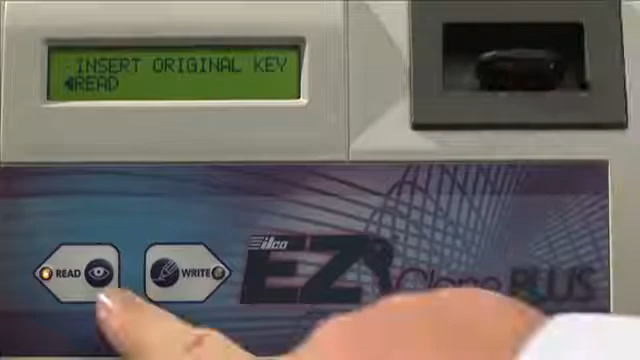 INSERT ORIGINAL KEY
READ
READ
WRITE
ilco
EZ
Clone PLUS